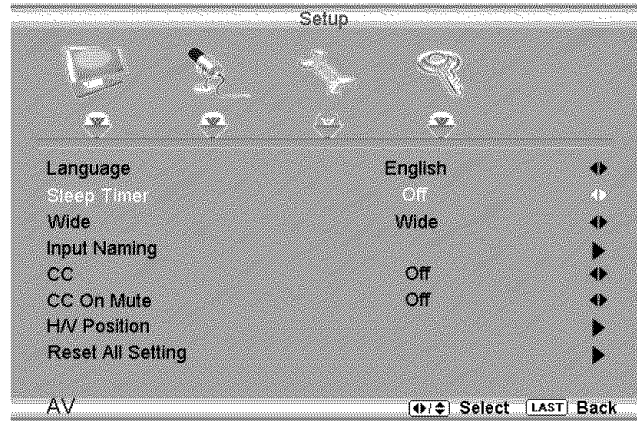 Setup
Language English
Sleep Timer Off
Wide Wide
Input Naming
CC Off
CC On Mute Off
H/V Position
Reset All Setting
AV Select LAST Back